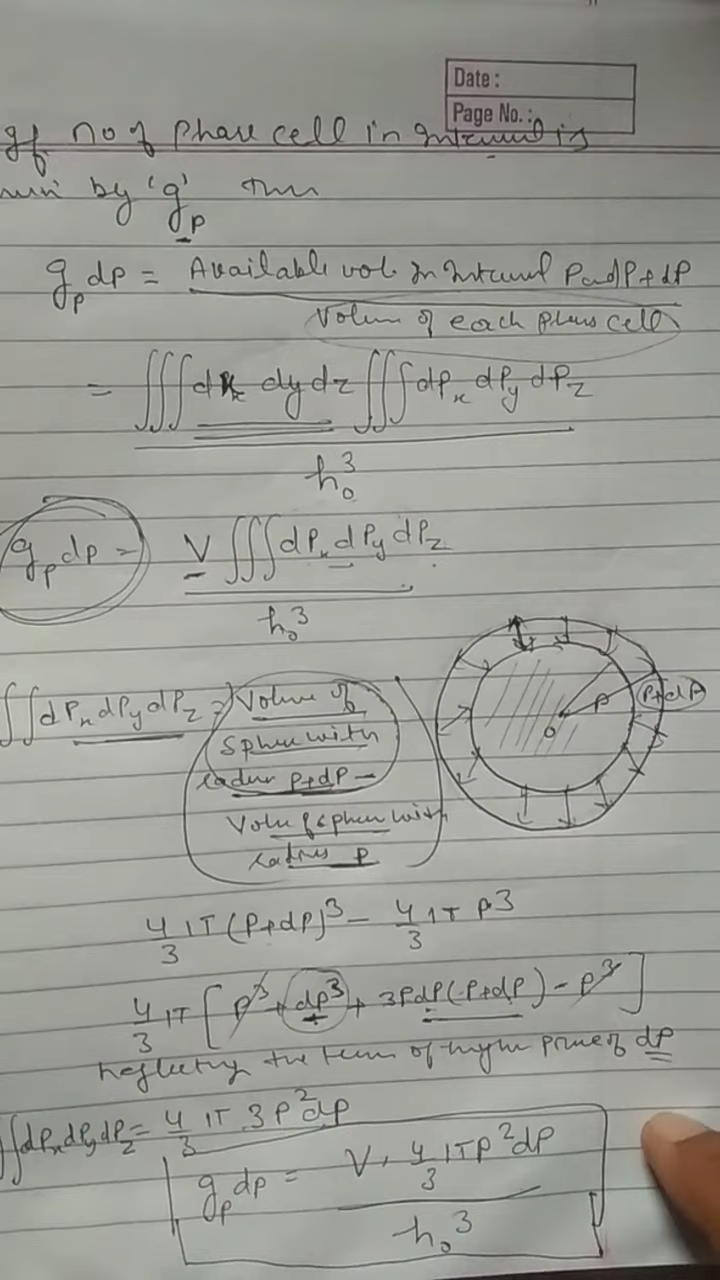 Date :
Page No. :
gf no of phase cell in interval is
by 'g_p' then
g_p dp = Available vol. in interval P and P+dP
Volume of each phase cell
= ∫∫∫ dx dy dz ∫∫∫ dP_x dP_y dP_z
h_0^3
g_p dp = V ∫∫∫ dP_x dP_y dP_z
h_0^3
∫∫ dP_x dP_y dP_z = Volume of
Sphere with
radius P+dP -
Volume of sphere with
radius P
O P P+dP
4/3 π (P+dP)^3 - 4/3 π P^3
4/3 π [P^3 + dp^3 + 3PdP(P+dP) - P^3]
Neglecting the term of higher power of dp
∫∫ dP_x dP_y dP_z = 4/3 π 3P^2 dp
g_p dp = V . 4/3 π P^2 dP
h_0^3